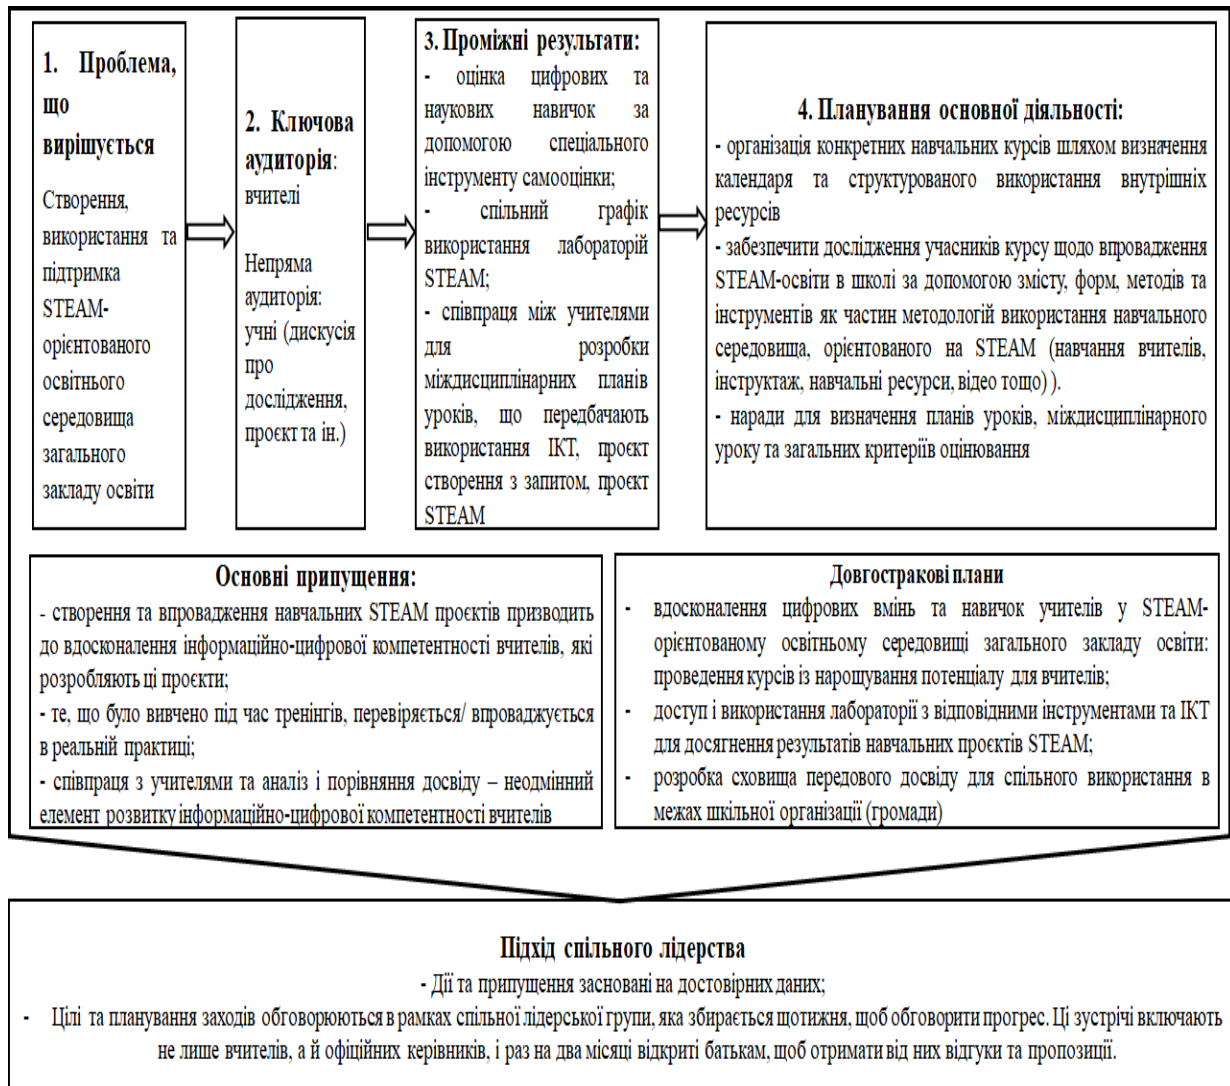 1. Проблема,
що
вирішується
Створення,
використання та
підтримка
STEAM-
орієнтованого
освітнього
середовища
загального
закладу освіти
2. Ключова
аудиторія:
вчителі
Непряма
аудиторія:
учні (дискусія
про
дослідження,
проєкт та ін.)
3. Проміжні результати:
- оцінка цифрових та
наукових навичок за
допомогою спеціального
інструменту самооцінки;
- спільний графік
використання лабораторій
STEAM;
- співпраця між учителями
для розробки
міждисциплінарних планів
уроків, що передбачають
використання ІКТ, проєкт
створення з запитом, проєкт
STEAM
4. Планування основної діяльності:
- організація конкретних навчальних курсів шляхом визначення
календаря та структурованого використання внутрішніх
ресурсів
- забезпечити дослідження учасників курсу щодо впровадження
STEAM-освіти в школі за допомогою змісту, форм, методів та
інструментів як частин методологій використання навчального
середовища, орієнтованого на STEAM (навчання вчителів,
інструктаж, навчальні ресурси, відео тощо) ).
- наради для визначення планів уроків, міждисциплінарного
уроку та загальних критеріїв оцінювання
Основні припущення:
- створення та впровадження навчальних STEAM проєктів призводить
до вдосконалення інформаційно-цифрової компетентності вчителів, які
розробляють ці проєкти;
- те, що було вивчено під час тренінгів, перевіряється/ впроваджується
в реальній практиці;
- співпраця з учителями та аналіз і порівняння досвіду – неодмінний
елемент розвитку інформаційно-цифрової компетентності вчителів
Довгостракові плани
- вдосконалення цифрових вмінь та навичок учителів у STEAM-
орієнтованому освітньому середовищі загального закладу освіти:
проведення курсів із нарощування потенціалу для вчителів;
- доступ і використання лабораторії з відповідними інструментами та ІКТ
для досягнення результатів навчальних проєктів STEAM;
- розробка сховища передового досвіду для спільного використання в
межах шкільної організації (громади)
Підхід спільного лідерства
- Дії та припущення засновані на достовірних даних;
- Цілі та планування заходів обговорюються в рамках спільної лідерської групи, яка збирається щотижня, щоб обговорити прогрес. Ці зустрічі включають
не лише вчителів, а й офіційних керівників, і раз на два місяці відкриті батькам, щоб отримати від них відгуки та пропозиції.